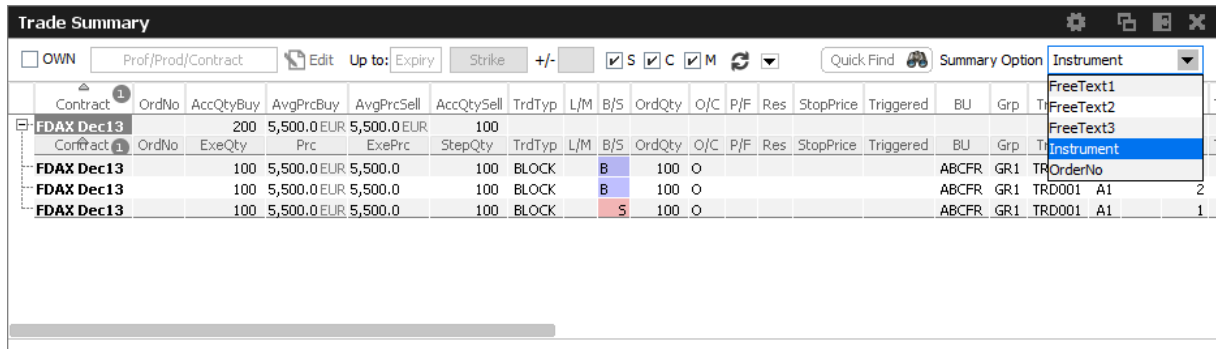 Trade Summary
OWN Prof/Prod/Contract Edit Up to: Expiry Strike +/- S C M Quick Find Summary Option Instrument
FreeText1
FreeText2
FreeText3
Instrument
OrderNo
Contract 1 OrdNo AccQtyBuy AvgPrcBuy AvgPrcSell AccQtySell TrdTyp L/M B/S OrdQty O/C P/F Res StopPrice Triggered BU Grp
FDAX Dec13 200 5,500.0 EUR 5,500.0 EUR 100
Contract 1 OrdNo ExeQty Prc ExePrc StepQty TrdTyp L/M B/S OrdQty O/C P/F Res StopPrice Triggered BU Grp
FDAX Dec13 100 5,500.0 EUR 5,500.0 100 BLOCK B 100 O ABCFR GR1
FDAX Dec13 100 5,500.0 EUR 5,500.0 100 BLOCK B 100 O ABCFR GR1 TRD001 A1 2
FDAX Dec13 100 5,500.0 EUR 5,500.0 100 BLOCK S 100 O ABCFR GR1 TRD001 A1 1